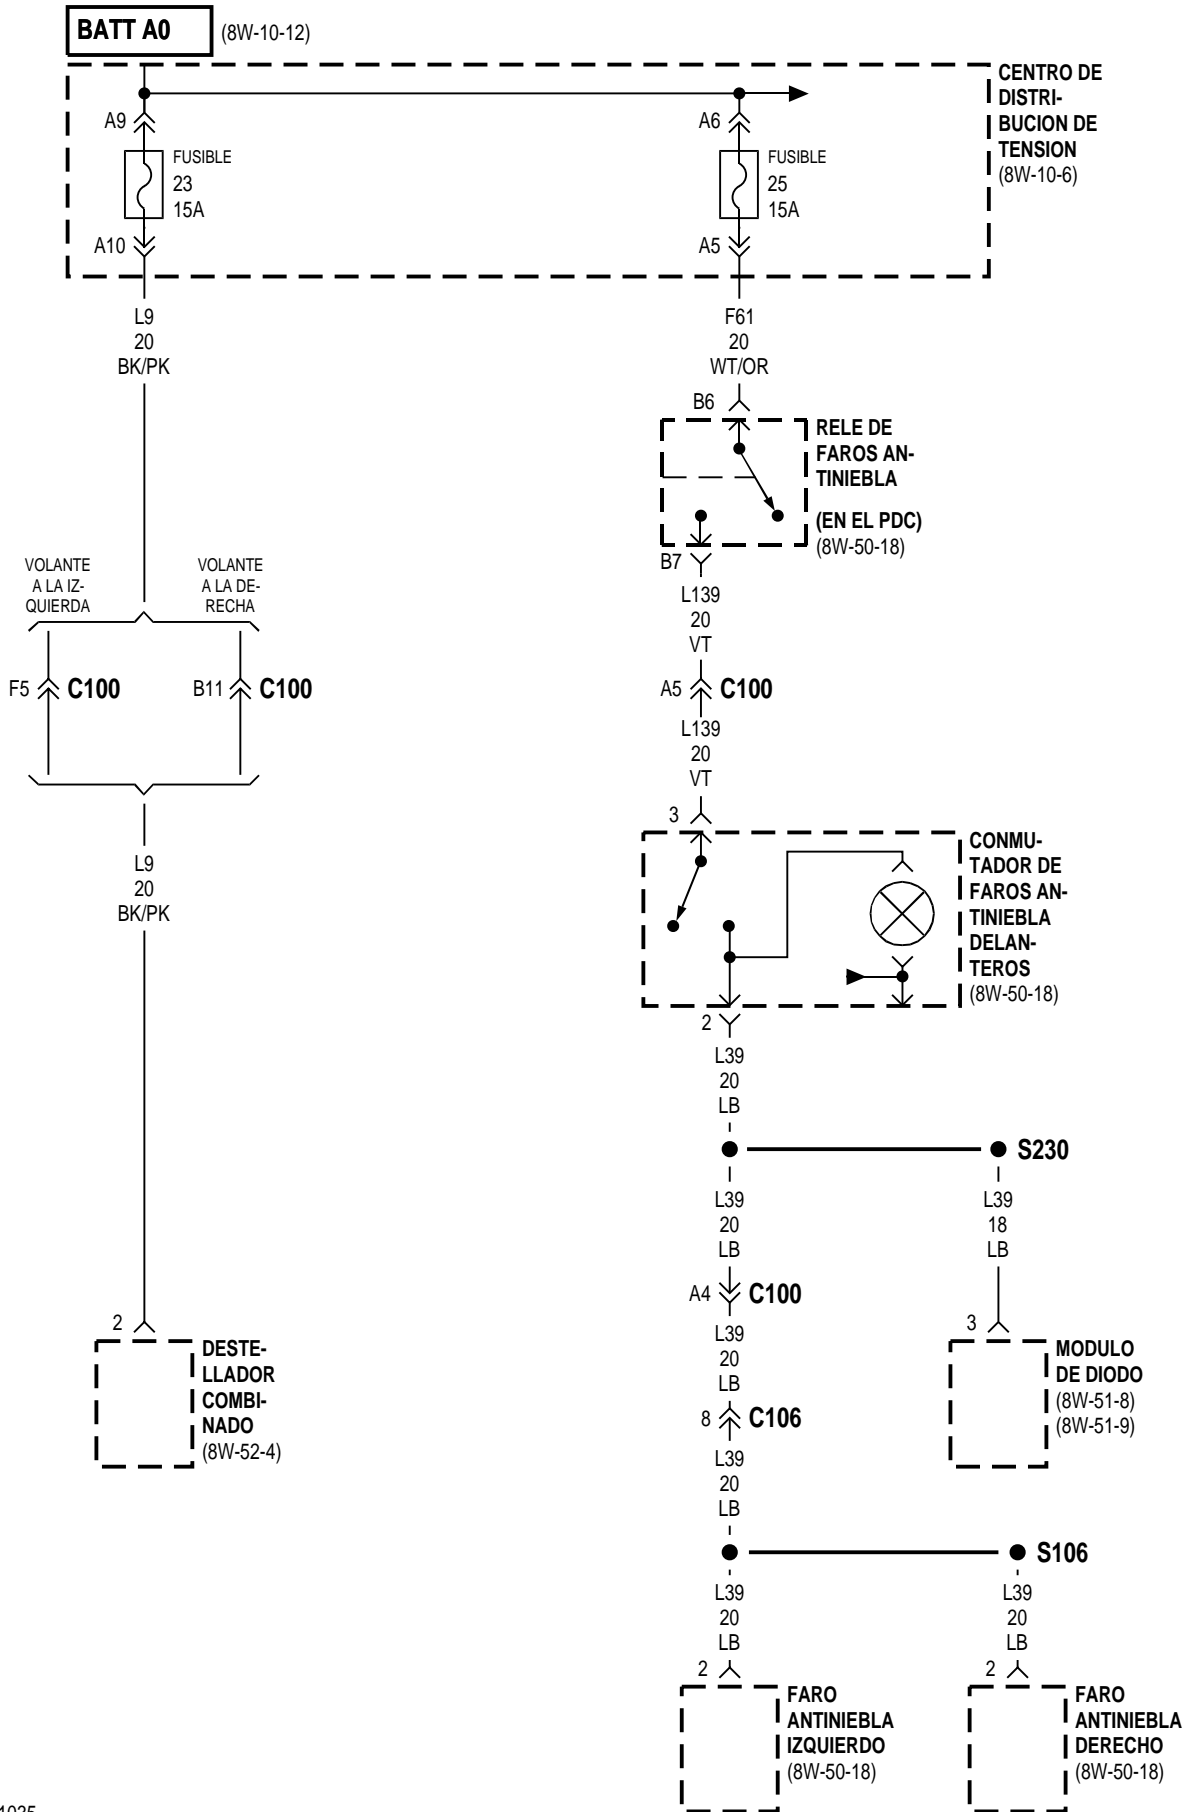 BATT A0 (8W-10-12)
CENTRO DE
DISTRI-
BUCION DE
TENSION
(8W-10-6)
A9
FUSIBLE
23
15A
A10
A6
FUSIBLE
25
15A
A5
L9
20
BK/PK
F61
20
WT/OR
B6
RELE DE
FAROS AN-
TINIEBLA
(EN EL PDC)
(8W-50-18)
B7
L139
20
VT
VOLANTE
A LA IZ-
QUIERDA
VOLANTE
A LA DE-
RECHA
F5 C100
B11 C100
A5 C100
L139
20
VT
3
CONMU-
TADOR DE
FAROS AN-
TINIEBLA
DELAN-
TEROS
(8W-50-18)
L9
20
BK/PK
2
L39
20
LB
S230
L39
20
LB
L39
18
LB
A4 C100
L39
20
LB
2
DESTE-
LLADOR
COMBI-
NADO
(8W-52-4)
3
MODULO
DE DIODO
(8W-51-8)
(8W-51-9)
8 C106
L39
20
LB
S106
L39
20
LB
L39
20
LB
2
FARO
ANTINIEBLA
IZQUIERDO
(8W-50-18)
2
FARO
ANTINIEBLA
DERECHO
(8W-50-18)